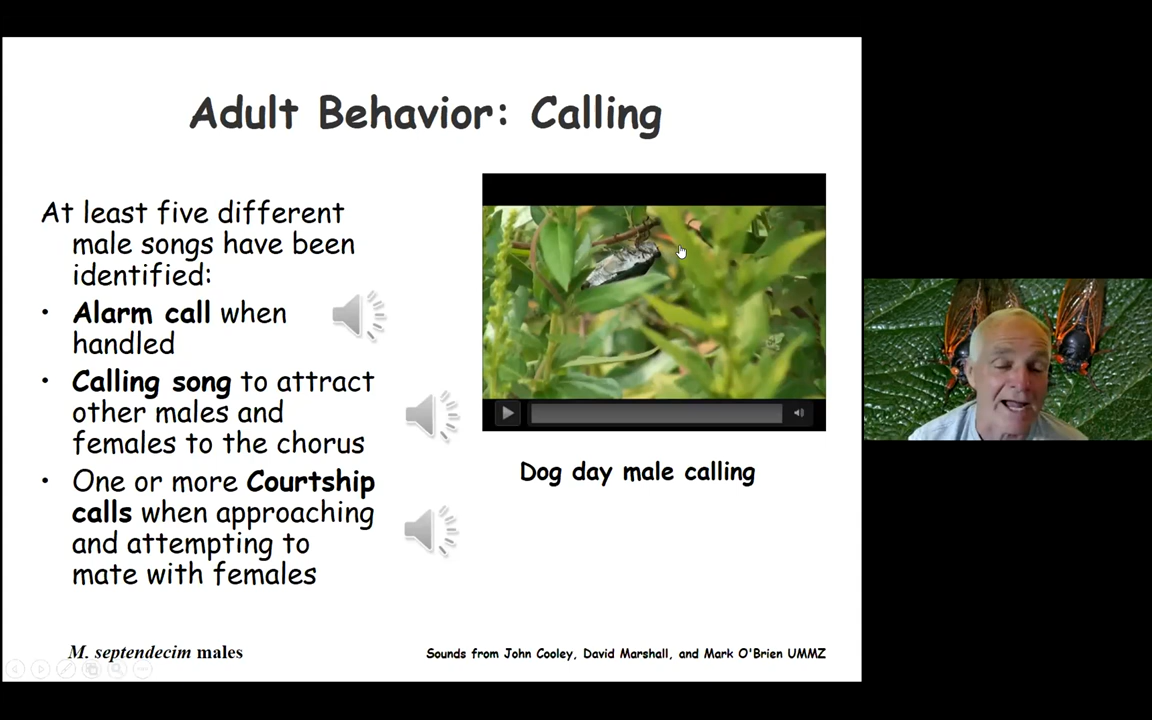 Adult Behavior: Calling
At least five different
male songs have been
identified:
• Alarm call when
handled
• Calling song to attract
other males and
females to the chorus
• One or more Courtship
calls when approaching
and attempting to
mate with females
Dog day male calling
M. septendecim males
Sounds from John Cooley, David Marshall, and Mark O'Brien UMMZ